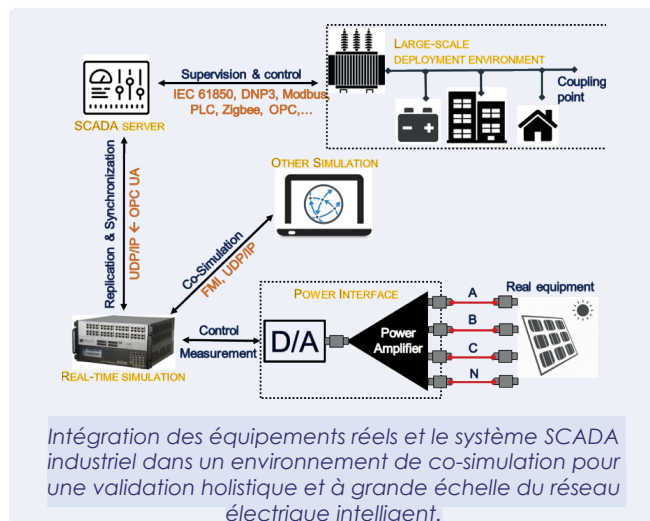 LARGE-SCALE
DEPLOYMENT ENVIRONMENT
Supervision & control
IEC 61850, DNP3, Modbus,
PLC, Zigbee, OPC,…
Coupling
point
SCADA SERVER
OTHER SIMULATION
Replication & Synchronization
UDP/IP ← OPC UA
Co-Simulation
FMI, UDP/IP
POWER INTERFACE
A
Real equipment
B
Control
D/A
Power
Amplifier
Measurement
C
N
REAL-TIME SIMULATION
Intégration des équipements réels et le système SCADA
industriel dans un environnement de co-simulation pour
une validation holistique et à grande échelle du réseau
électrique intelligent.